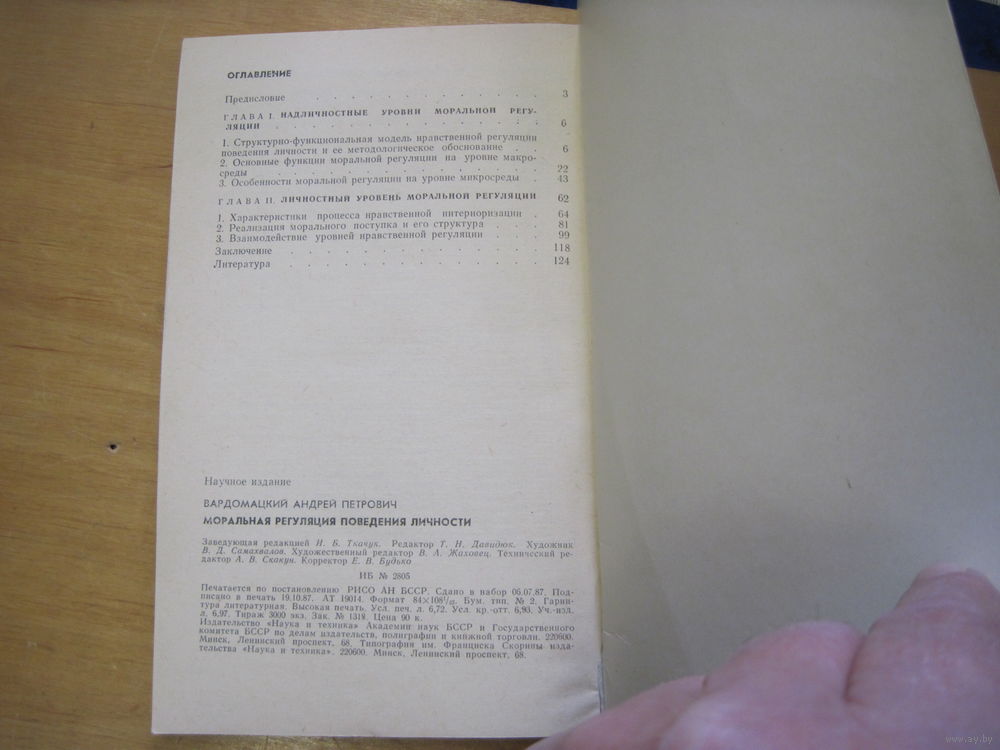 ОГЛАВЛЕНИЕ
Предисловие . . . . . . . . . . . . . 3
ГЛАВА I. НАДЛИЧНОСТНЫЕ УРОВНИ МОРАЛЬНОЙ РЕГУ-
ЛЯЦИИ . . . . . . . . . . . . . 6
1. Структурно-функциональная модель нравственной регуляции
поведения личности и ее методологическое обоснование . . 6
2. Основные функции моральной регуляции на уровне макро-
среды . . . . . . . . . . . . . 22
3. Особенности моральной регуляции на уровне микросреды . 43
ГЛАВА II. ЛИЧНОСТНЫЙ УРОВЕНЬ МОРАЛЬНОЙ РЕГУЛЯЦИИ 62
1. Характеристики процесса нравственной интериоризации . 64
2. Реализация морального поступка и его структура . . . 81
3. Взаимодействие уровней нравственной регуляции . . . 99
Заключение . . . . . . . . . . . . . 118
Литература . . . . . . . . . . . . . 124
Научное издание
ВАРДОМАЦКИЙ АНДРЕЙ ПЕТРОВИЧ
МОРАЛЬНАЯ РЕГУЛЯЦИЯ ПОВЕДЕНИЯ ЛИЧНОСТИ
Заведующая редакцией И. Б. Ткачук. Редактор Т. Н. Давидюк. Художник
В. Д. Самахвалов. Художественный редактор В. А. Жаховец. Технический ре-
дактор А. В. Скакун. Корректор Е. В. Будько
ИБ № 2805
Печатается по постановлению РИСО АН БССР. Сдано в набор 06.07.87. Под-
писано в печать 19.10.87. АТ 19014. Формат 84×108 1/32. Бум. тип. № 2. Гарни-
тура литературная. Высокая печать. Усл. печ. л. 6,72. Усл. кр.-отт. 6,93. Уч.-изд.
л. 6,97. Тираж 3000 экз. Зак. № 1318. Цена 90 к.
Издательство «Наука и техника» Академии наук БССР и Государственного
комитета БССР по делам издательств, полиграфии и книжной торговли. 220600.
Минск, Ленинский проспект, 68. Типография им. Франциска Скорины изда-
тельства «Наука и техника». 220600. Минск, Ленинский проспект, 68.
www.ay.by